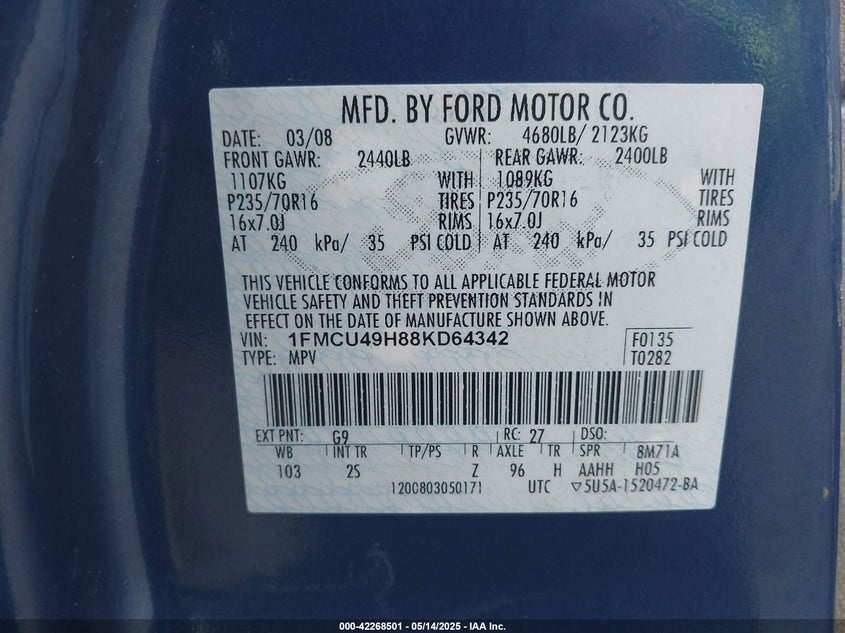 MFD. BY FORD MOTOR CO.
DATE: 03/08 GVWR: 4680LB/ 2123KG
FRONT GAWR: 2440LB REAR GAWR: 2400LB
1107KG WITH 1089KG WITH
P235/70R16 TIRES P235/70R16 TIRES
16x7.0J RIMS 16x7.0J RIMS
AT 240 kPa/ 35 PSI COLD AT 240 kPa/ 35 PSI COLD
THIS VEHICLE CONFORMS TO ALL APPLICABLE FEDERAL MOTOR
VEHICLE SAFETY AND THEFT PREVENTION STANDARDS IN
EFFECT ON THE DATE OF MANUFACTURE SHOWN ABOVE.
VIN: 1FMCU49H88KD64342 F0135
TYPE: MPV T0282
EXT PNT: G9 RC: 27 DSO:
WB INT TR TP/PS R AXLE TR SPR 8M71A
103 2S Z 96 H AAHH H05
1200803050171 UTC ▽5U5A-1520472-BA
000-42268501 - 05/14/2025 - IAA Inc.